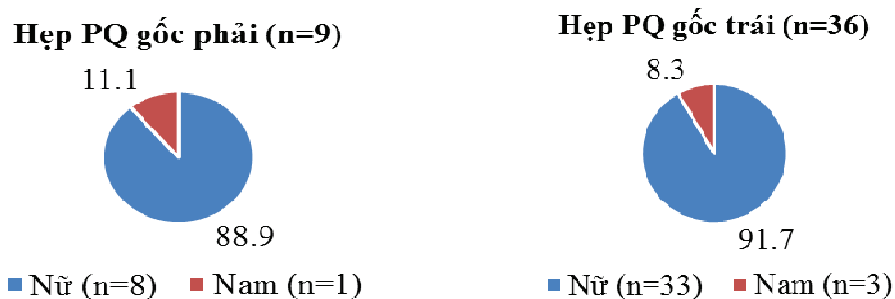 Hẹp PQ gốc phải (n=9)
11.1
88.9
Nữ (n=8) Nam (n=1)
Hẹp PQ gốc trái (n=36)
8.3
91.7
Nữ (n=33) Nam (n=3)